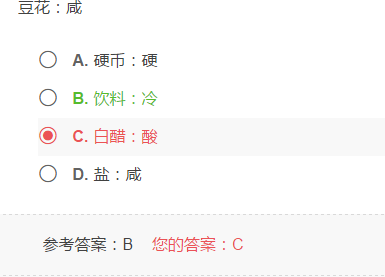 豆花：咸
A. 硬币：硬
B. 饮料：冷
C. 白醋：酸
D. 盐：咸
参考答案：B 您的答案：C